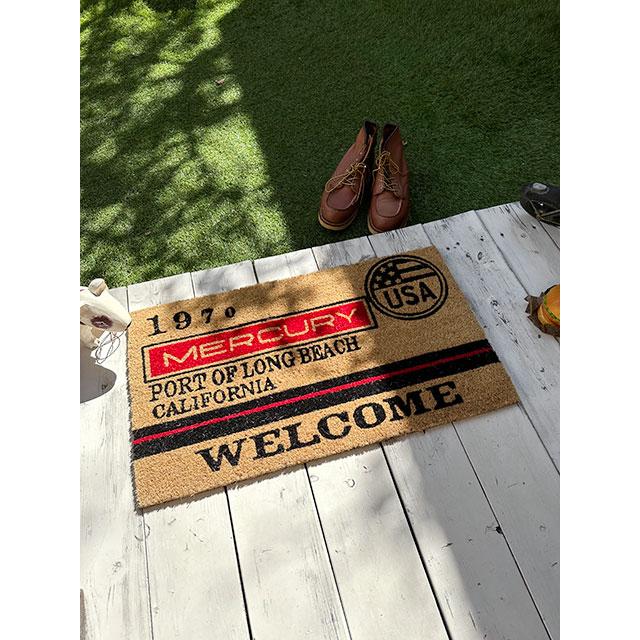 1970
USA
MERCURY
PORT OF LONG BEACH
CALIFORNIA
WELCOME